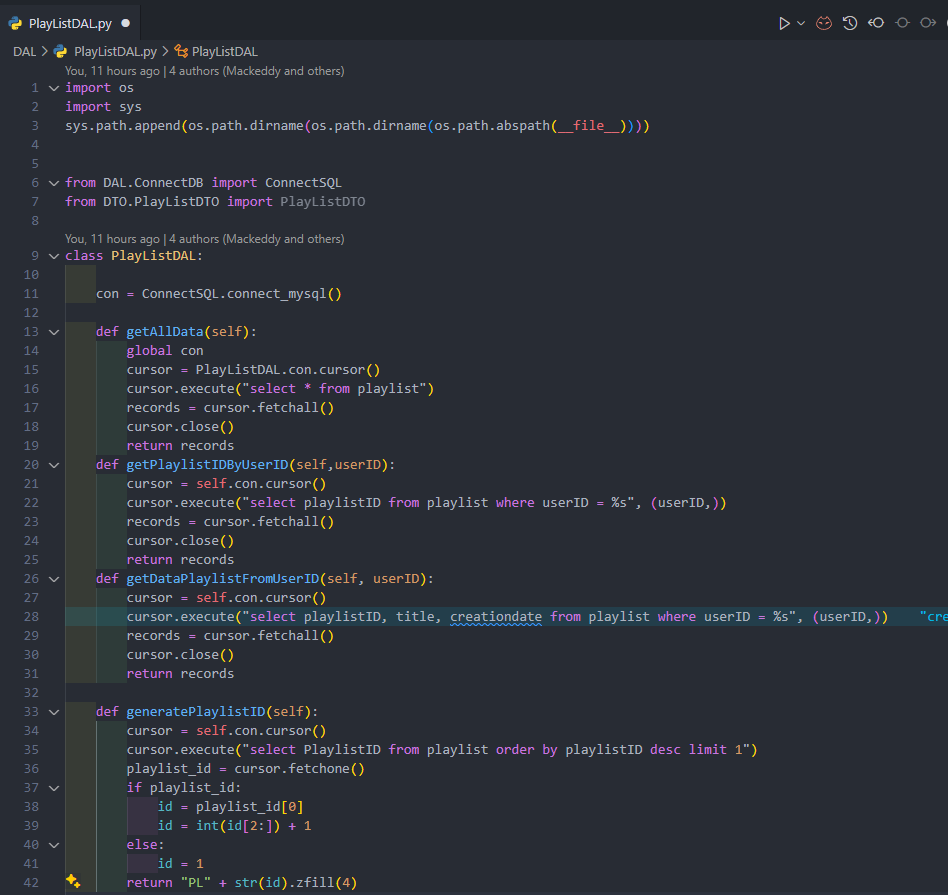 PlayListDAL.py
DAL > PlayListDAL.py > PlayListDAL
You, 11 hours ago | 4 authors (Mackeddy and others)
1 import os
2 import sys
3 sys.path.append(os.path.dirname(os.path.dirname(os.path.abspath(__file__))))
4
5
6 from DAL.ConnectDB import ConnectSQL
7 from DTO.PlayListDTO import PlayListDTO
8
You, 11 hours ago | 4 authors (Mackeddy and others)
9 class PlayListDAL:
10
11     con = ConnectSQL.connect_mysql()
12
13     def getAllData(self):
14         global con
15         cursor = PlayListDAL.con.cursor()
16         cursor.execute("select * from playlist")
17         records = cursor.fetchall()
18         cursor.close()
19         return records
20     def getPlaylistIDByUserID(self,userID):
21         cursor = self.con.cursor()
22         cursor.execute("select playlistID from playlist where userID = %s", (userID,))
23         records = cursor.fetchall()
24         cursor.close()
25         return records
26     def getDataPlaylistFromUserID(self, userID):
27         cursor = self.con.cursor()
28         cursor.execute("select playlistID, title, creationdate from playlist where userID = %s", (userID,))    "cre
29         records = cursor.fetchall()
30         cursor.close()
31         return records
32
33     def generatePlaylistID(self):
34         cursor = self.con.cursor()
35         cursor.execute("select PlaylistID from playlist order by playlistID desc limit 1")
36         playlist_id = cursor.fetchone()
37         if playlist_id:
38             id = playlist_id[0]
39             id = int(id[2:]) + 1
40         else:
41             id = 1
42         return "PL" + str(id).zfill(4)